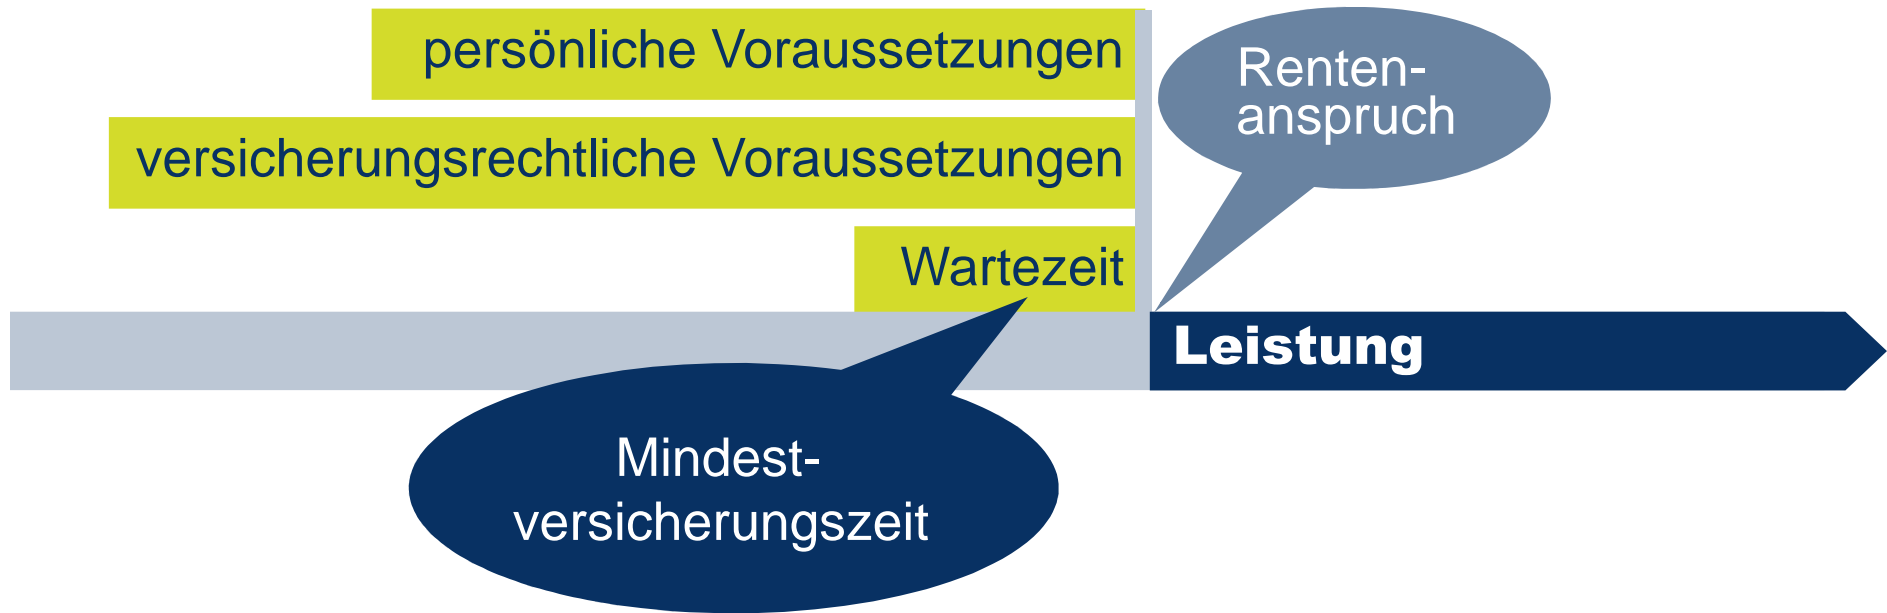 persönliche Voraussetzungen
Renten-
anspruch
versicherungsrechtliche Voraussetzungen
Wartezeit
Leistung
Mindest-
versicherungszeit